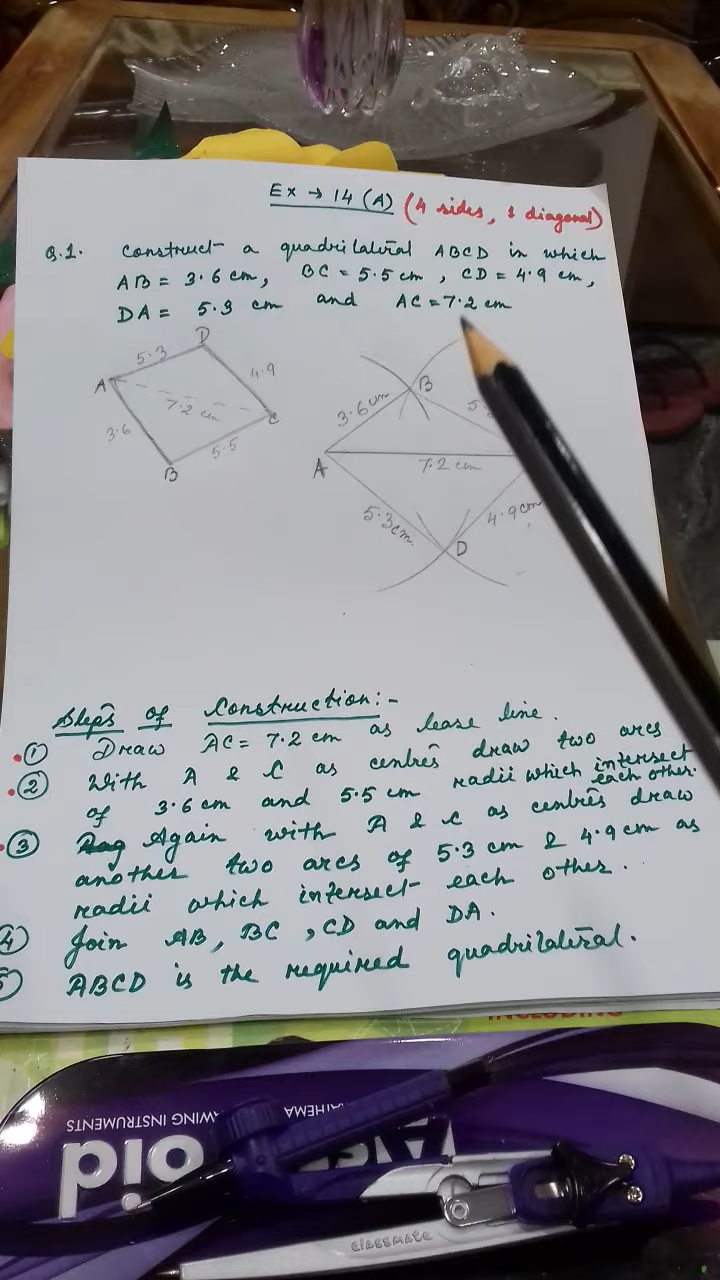 Ex → 14 (A) (4 sides, 1 diagonal)
Q.1. Construct a quadrilateral ABCD in which
AB = 3.6 cm, BC = 5.5 cm, CD = 4.9 cm,
DA = 5.3 cm and AC = 7.2 cm
D
5.3
4.9
A
7.2 cm
C
3.6
5.5
B
B
3.6 cm
5.
A
7.2 cm
5.3 cm.
4.9 cm
D
Steps of Construction:-
① Draw AC = 7.2 cm as base line.
② With A & C as centres draw two arcs
of 3.6 cm and 5.5 cm radii which intersect
each other.
③ Again with A & C as centres draw
another two arcs of 5.3 cm & 4.9 cm as
radii which intersect each other.
④ Join AB, BC, CD and DA.
⑤ ABCD is the required quadrilateral.
INCLUDING
MATHEMA WING INSTRUMENTS
oid
CLASSMATE